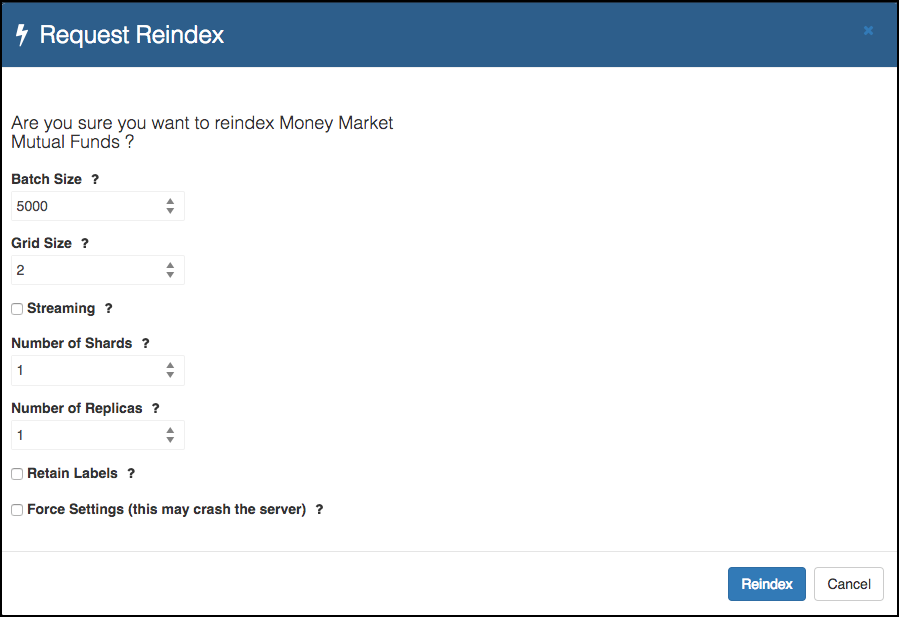 Request Reindex
Are you sure you want to reindex Money Market
Mutual Funds ?
Batch Size ?
5000
Grid Size ?
2
Streaming ?
Number of Shards ?
1
Number of Replicas ?
1
Retain Labels ?
Force Settings (this may crash the server) ?
Reindex Cancel